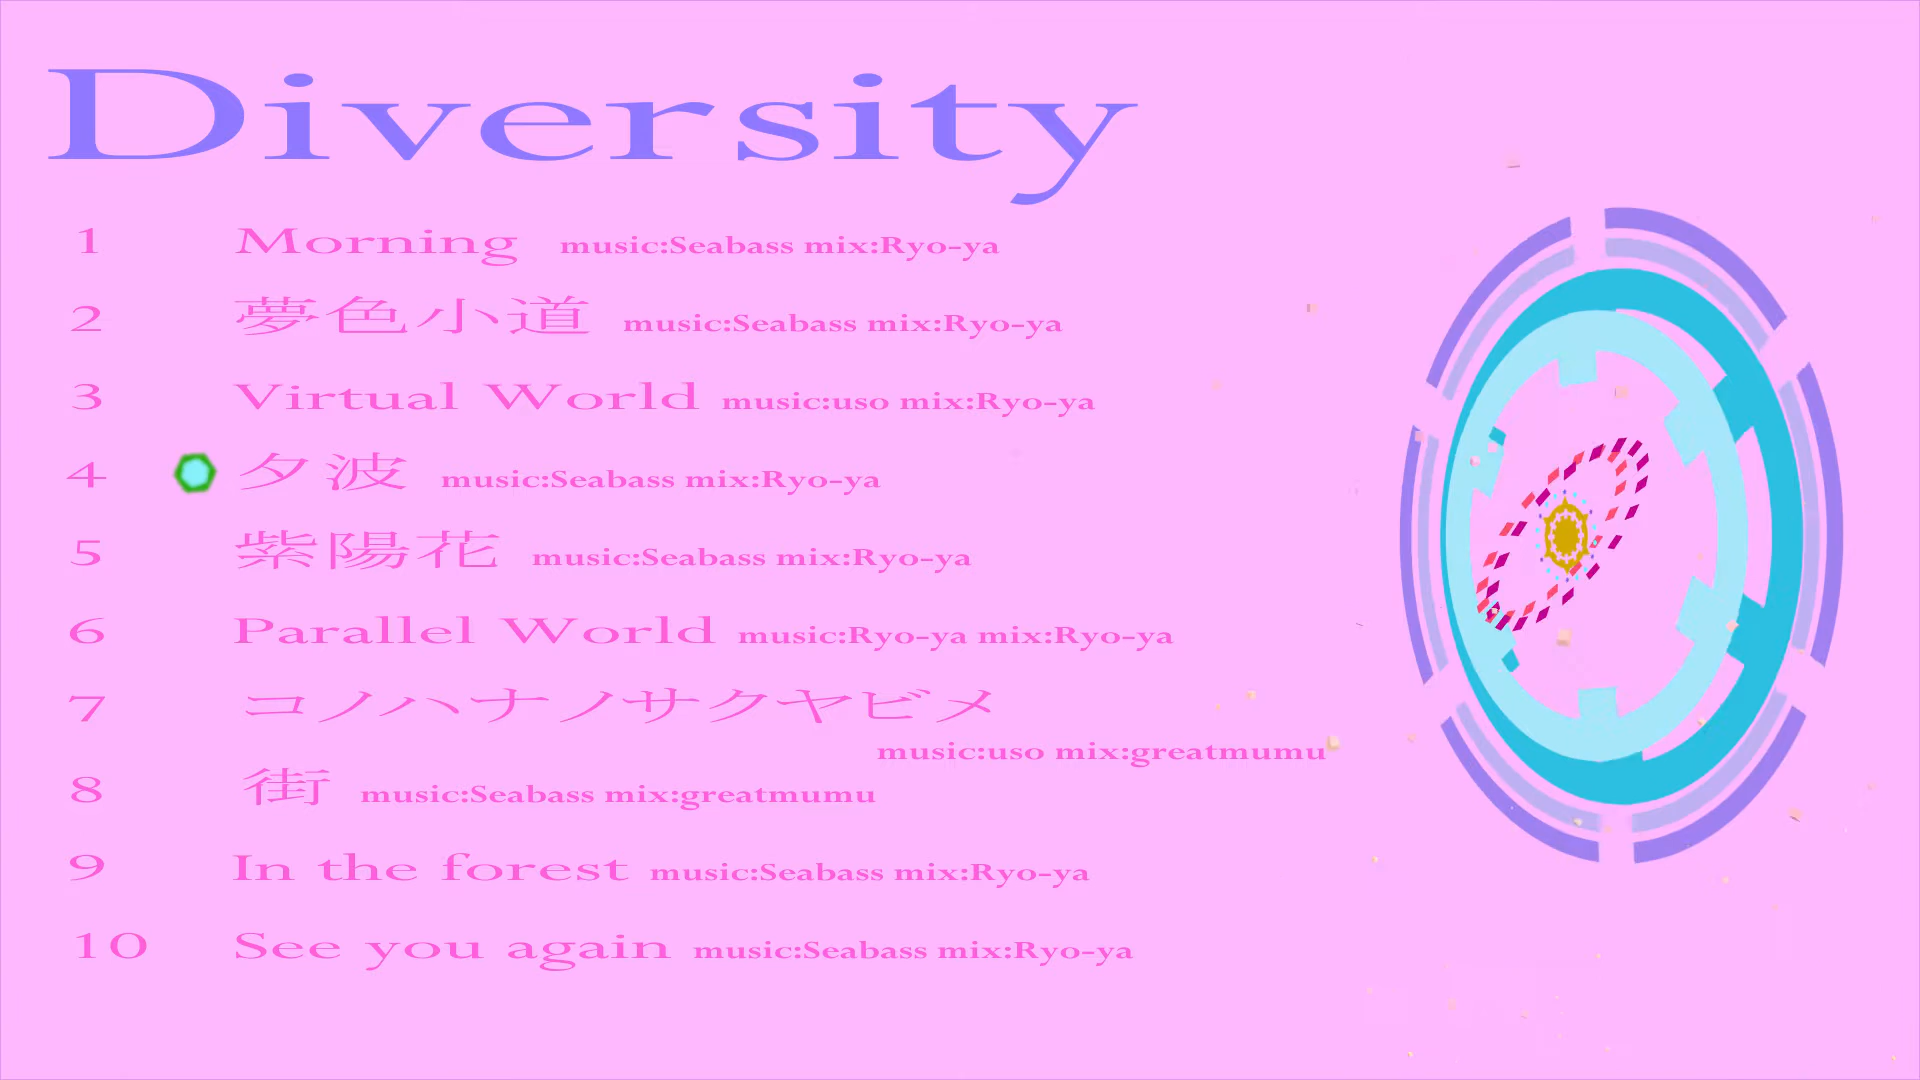 Diversity
1 Morning music:Seabass mix:Ryo-ya
2 夢色小道 music:Seabass mix:Ryo-ya
3 Virtual World music:uso mix:Ryo-ya
4 夕波 music:Seabass mix:Ryo-ya
5 紫陽花 music:Seabass mix:Ryo-ya
6 Parallel World music:Ryo-ya mix:Ryo-ya
7 コノハナノサクヤビメ
music:uso mix:greatmumu
8 街 music:Seabass mix:greatmumu
9 In the forest music:Seabass mix:Ryo-ya
10 See you again music:Seabass mix:Ryo-ya